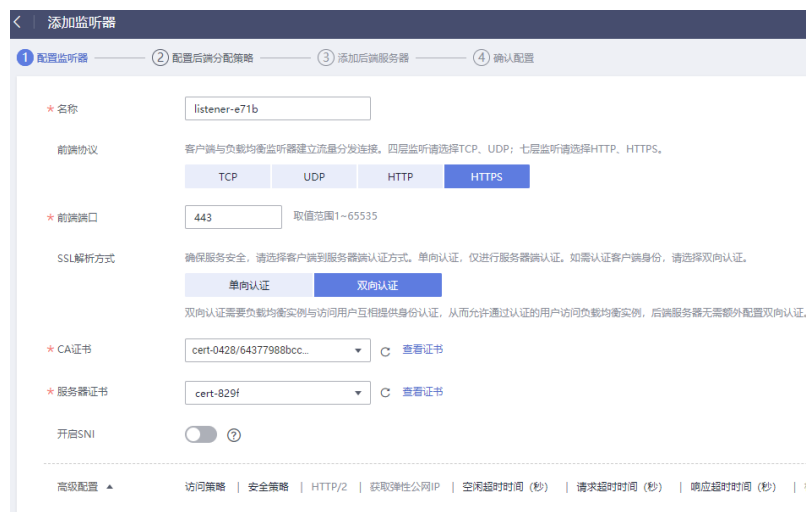 添加监听器
1 配置监听器 2 配置后端分配策略 3 添加后端服务器 4 确认配置
* 名称 listener-e71b
前端协议 客户端与负载均衡监听器建立流量分发连接。四层监听请选择TCP、UDP；七层监听请选择HTTP、HTTPS。
TCP UDP HTTP HTTPS
* 前端端口 443 取值范围1~65535
SSL解析方式 确保服务安全，请选择客户端到服务器端认证方式。单向认证，仅进行服务器端认证。如需认证客户端身份，请选择双向认证。
单向认证 双向认证
双向认证需要负载均衡实例与访问用户互相提供身份认证，从而允许通过认证的用户访问负载均衡实例，后端服务器无需额外配置双向认证。
* CA证书 cert-0428/64377988bcc... 查看证书
* 服务器证书 cert-829f 查看证书
开启SNI ?
高级配置 访问策略 | 安全策略 | HTTP/2 | 获取弹性公网IP | 空闲超时时间（秒） | 请求超时时间（秒） | 响应超时时间（秒） |